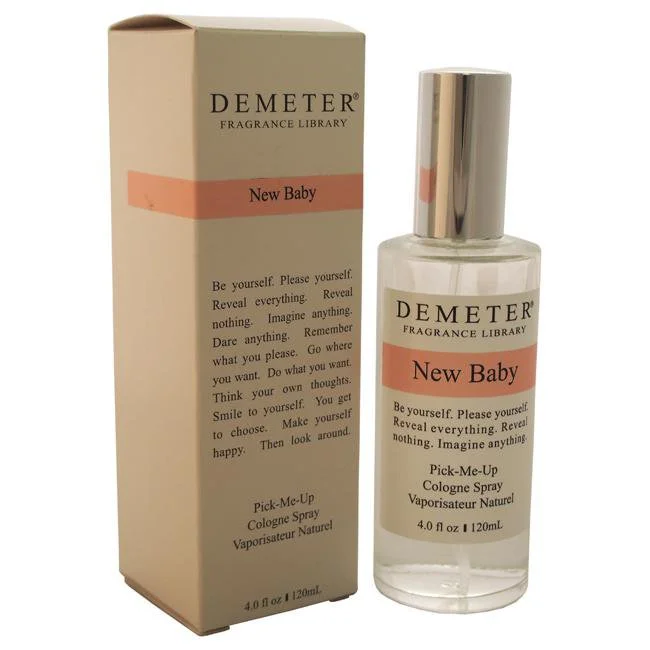 DEMETER®
FRAGRANCE LIBRARY
New Baby
Be yourself. Please yourself.
Reveal everything. Reveal
nothing. Imagine anything.
Dare anything. Remember
what you please. Go where
you want. Do what you want.
Think your own thoughts.
Smile to yourself. You get
to choose. Make yourself
happy. Then look around.
Pick-Me-Up
Cologne Spray
Vaporisateur Naturel
4.0 fl oz 120mL
DEMETER®
FRAGRANCE LIBRARY
New Baby
Be yourself. Please yourself.
Reveal everything. Reveal
nothing. Imagine anything.
Pick-Me-Up
Cologne Spray
Vaporisateur Naturel
4.0 fl oz 120mL